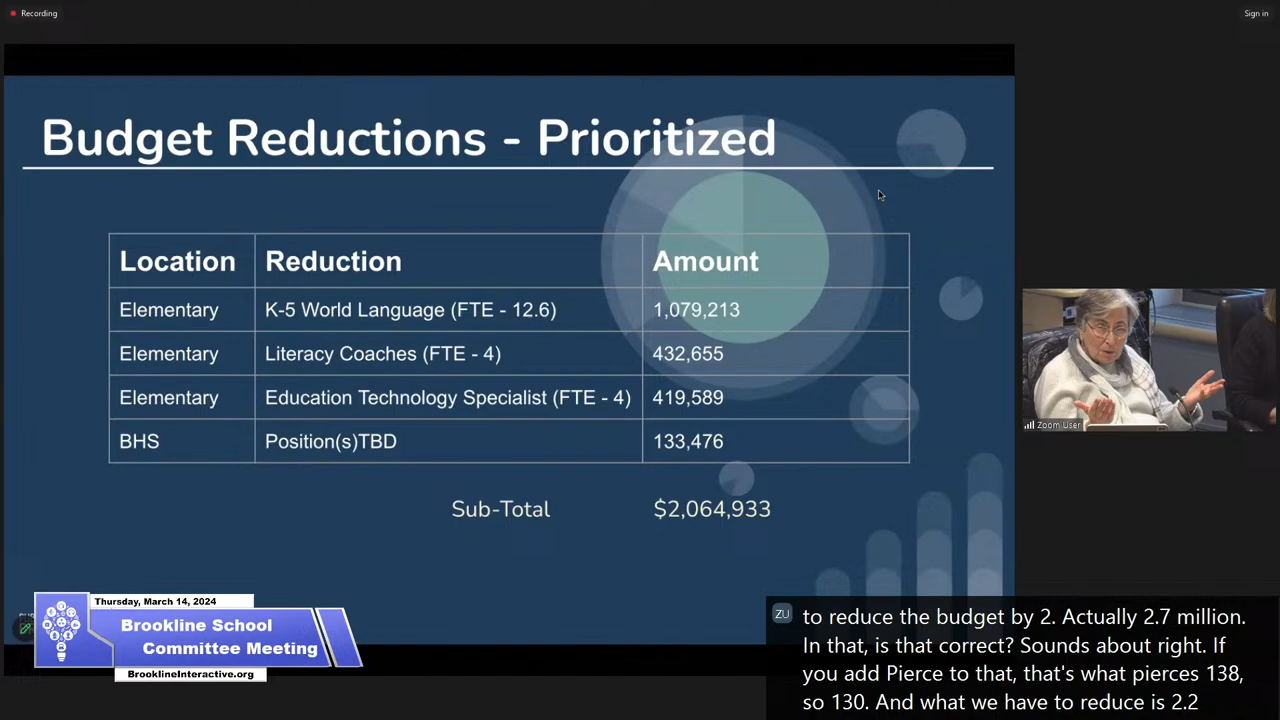 Recording
Sign in
Budget Reductions - Prioritized
Location Reduction Amount
Elementary K-5 World Language (FTE - 12.6) 1,079,213
Elementary Literacy Coaches (FTE - 4) 432,655
Elementary Education Technology Specialist (FTE - 4) 419,589
BHS Position(s)TBD 133,476
Sub-Total $2,064,933
Zoom User
Thursday, March 14, 2024
Brookline School
Committee Meeting
BrooklineInteractive.org
ZU to reduce the budget by 2. Actually 2.7 million.
In that, is that correct? Sounds about right. If
you add Pierce to that, that's what pierces 138,
so 130. And what we have to reduce is 2.2